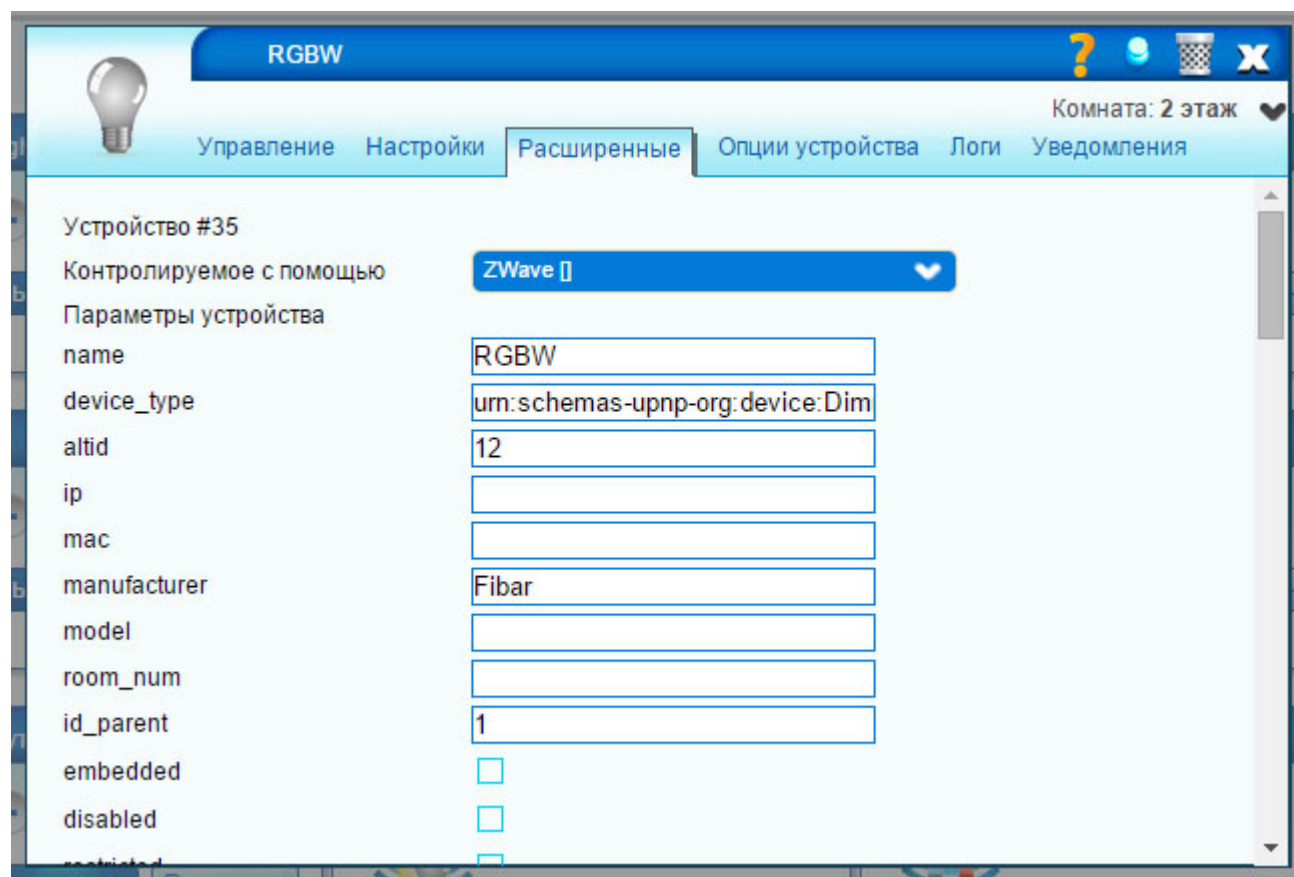 RGBW
Комната: 2 этаж
Управление Настройки Расширенные Опции устройства Логи Уведомления
Устройство #35
Контролируемое с помощью ZWave []
Параметры устройства
name RGBW
device_type urn:schemas-upnp-org:device:Dim
altid 12
ip
mac
manufacturer Fibar
model
room_num
id_parent 1
embedded
disabled